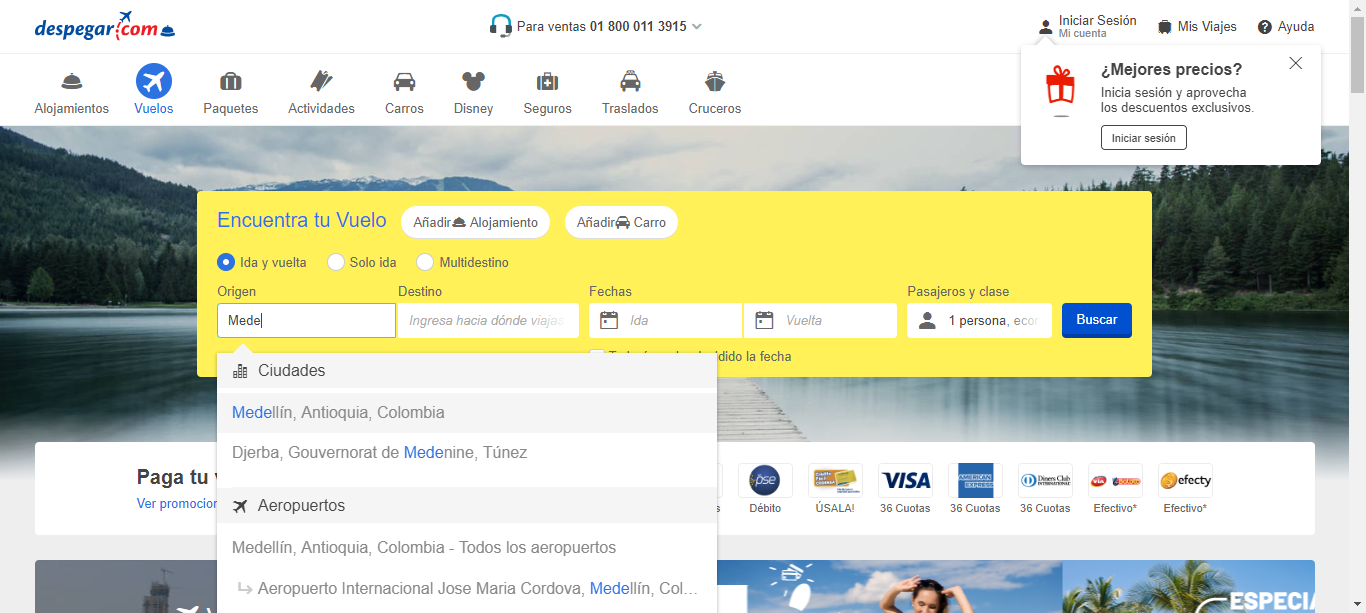 despegar.com
Para ventas 01 800 011 3915
Iniciar Sesión
Mi cuenta
Mis Viajes
Ayuda
¿Mejores precios?
Inicia sesión y aprovecha
los descuentos exclusivos.
Iniciar sesión
Alojamientos
Vuelos
Paquetes
Actividades
Carros
Disney
Seguros
Traslados
Cruceros
Encuentra tu Vuelo
Añadir Alojamiento
Añadir Carro
Ida y vuelta
Solo ida
Multidestino
Origen
Destino
Fechas
Pasajeros y clase
Mede
Ingresa hacia dónde viajas
Ida
Vuelta
1 persona, econ
Buscar
la fecha
Ciudades
Medellín, Antioquia, Colombia
Djerba, Gouvernorat de Medenine, Túnez
Aeropuertos
Medellín, Antioquia, Colombia - Todos los aeropuertos
Aeropuerto Internacional Jose Maria Cordova, Medellín, Col...
Paga tu
Ver promocion
pse
Débito
ÚSALA!
VISA
36 Cuotas
AMERICAN EXPRESS
36 Cuotas
Diners Club
INTERNATIONAL
36 Cuotas
via
Efectivo*
efecty
Efectivo*
ESPECIA